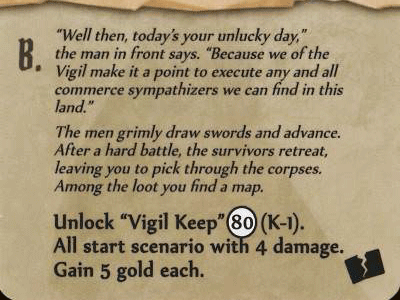 B.
“Well then, today’s your unlucky day,”
the man in front says. “Because we of the
Vigil make it a point to execute any and all
commerce sympathizers we can find in this
land.”
The men grimly draw swords and advance.
After a hard battle, the survivors retreat,
leaving you to pick through the corpses.
Among the loot you find a map.
Unlock “Vigil Keep” 80 (K-1).
All start scenario with 4 damage.
Gain 5 gold each.